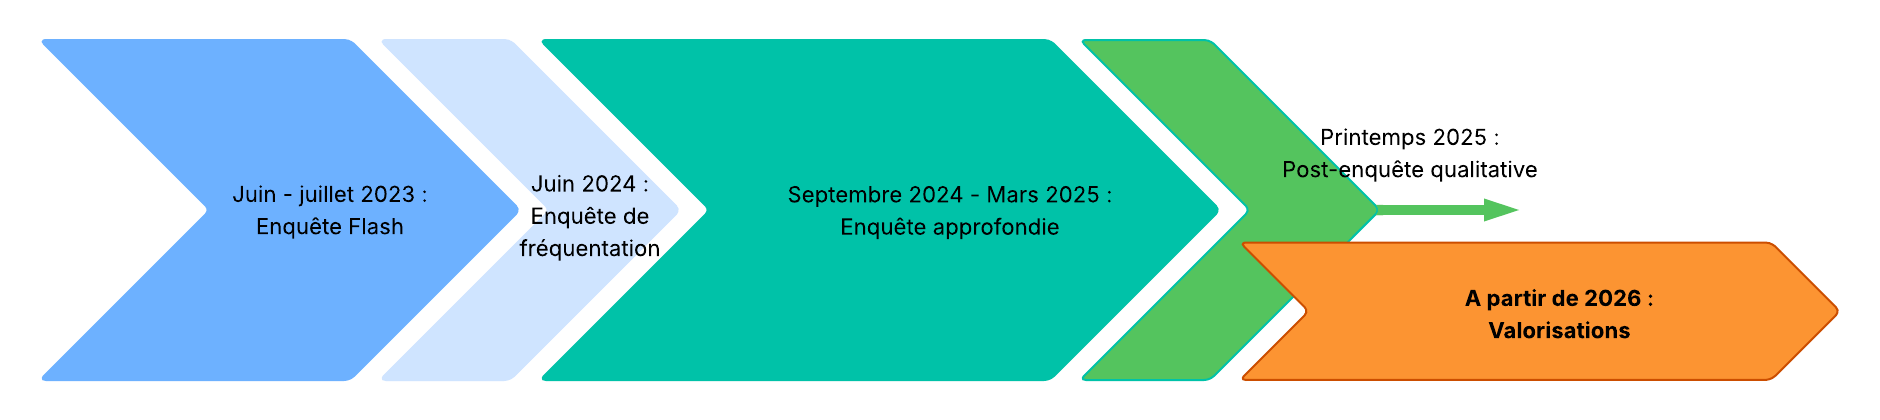 Juin - juillet 2023 :
Enquête Flash
Juin 2024 :
Enquête de
fréquentation
Septembre 2024 - Mars 2025 :
Enquête approfondie
Printemps 2025 :
Post-enquête qualitative
A partir de 2026 :
Valorisations